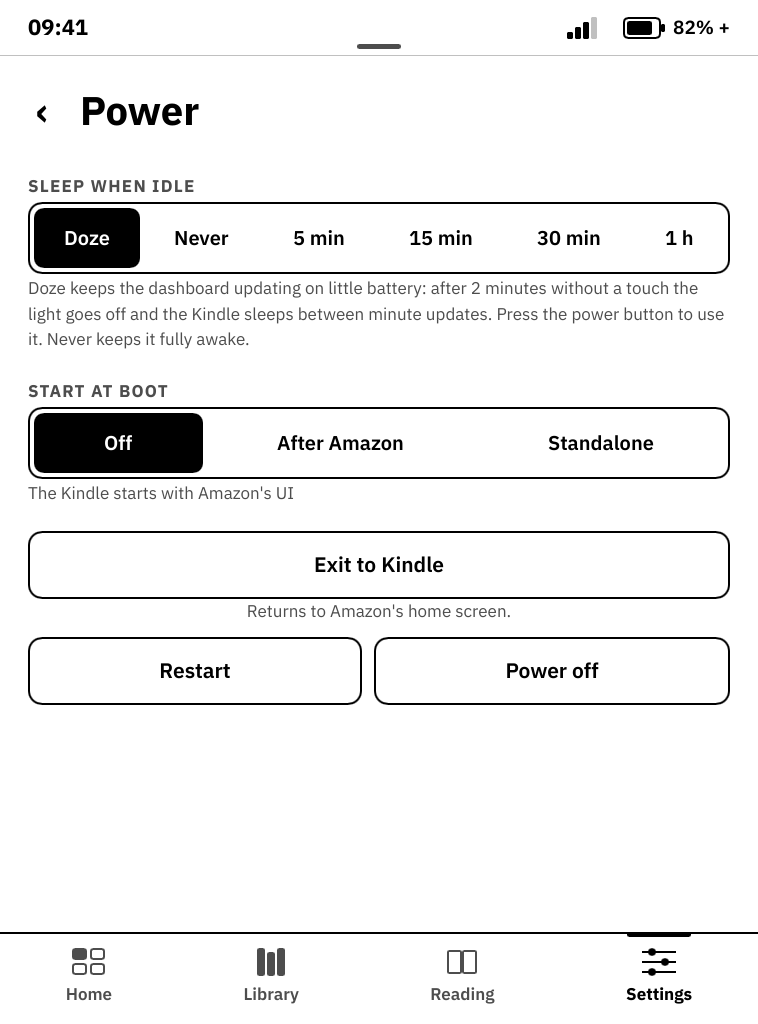 09:41
82% +
‹ Power
SLEEP WHEN IDLE
Doze Never 5 min 15 min 30 min 1 h
Doze keeps the dashboard updating on little battery: after 2 minutes without a touch the
light goes off and the Kindle sleeps between minute updates. Press the power button to use
it. Never keeps it fully awake.
START AT BOOT
Off After Amazon Standalone
The Kindle starts with Amazon's UI
Exit to Kindle
Returns to Amazon's home screen.
Restart Power off
Home Library Reading Settings